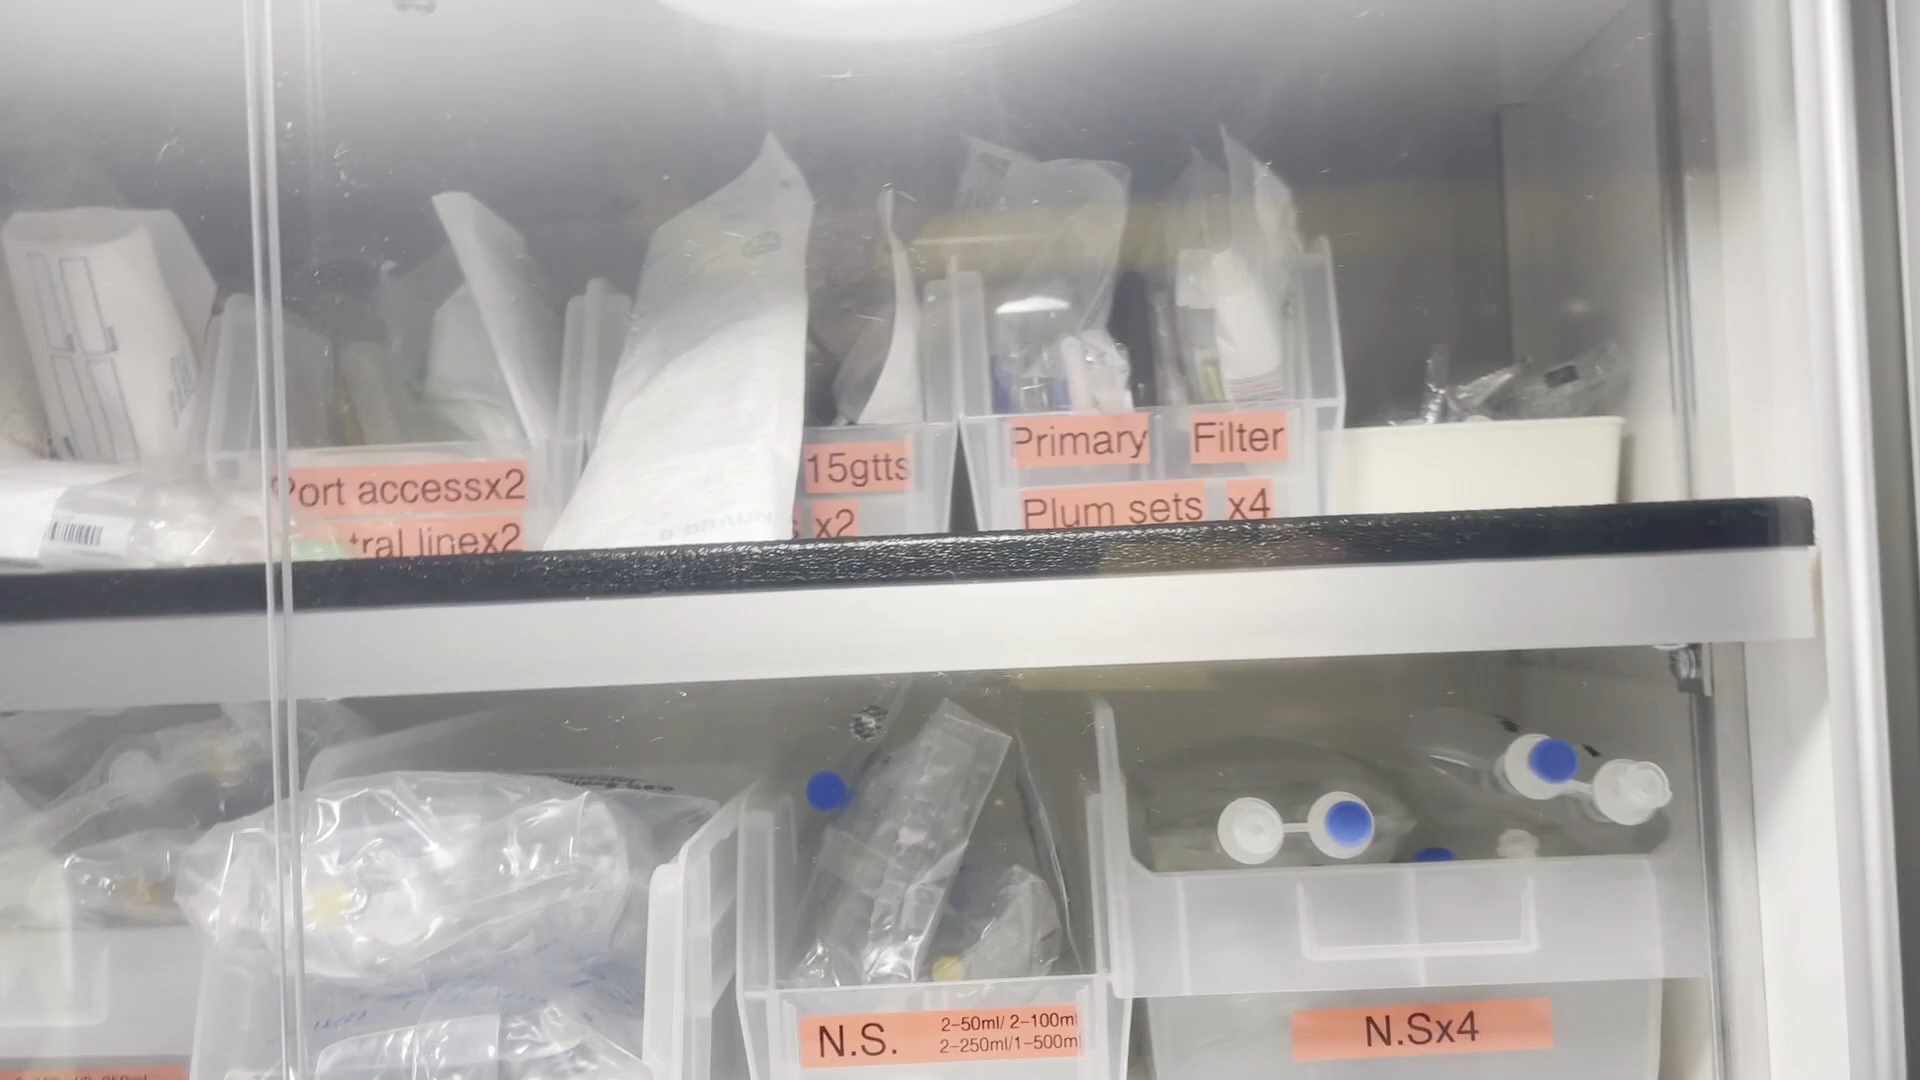 Port accessx2
tral linex2
15gtts
s x2
B. BRAUN
Primary
Filter
Plum sets x4
N.S.
2-50ml/ 2-100ml
2-250ml/1-500ml
N.Sx4